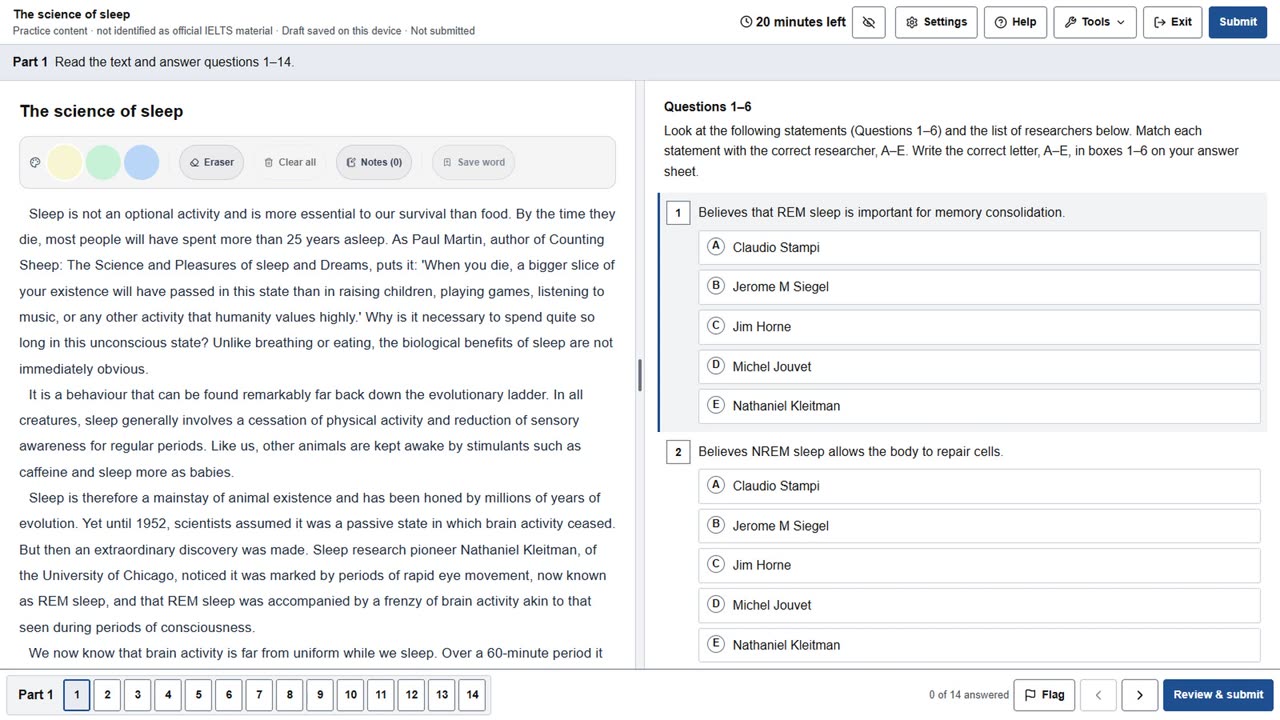 The science of sleep
Practice content · not identified as official IELTS material · Draft saved on this device · Not submitted
20 minutes left
Settings
Help
Tools
Exit
Submit
Part 1 Read the text and answer questions 1–14.
The science of sleep
Eraser
Clear all
Notes (0)
Save word
Sleep is not an optional activity and is more essential to our survival than food. By the time they
die, most people will have spent more than 25 years asleep. As Paul Martin, author of Counting
Sheep: The Science and Pleasures of sleep and Dreams, puts it: 'When you die, a bigger slice of
your existence will have passed in this state than in raising children, playing games, listening to
music, or any other activity that humanity values highly.' Why is it necessary to spend quite so
long in this unconscious state? Unlike breathing or eating, the biological benefits of sleep are not
immediately obvious.
It is a behaviour that can be found remarkably far back down the evolutionary ladder. In all
creatures, sleep generally involves a cessation of physical activity and reduction of sensory
awareness for regular periods. Like us, other animals are kept awake by stimulants such as
caffeine and sleep more as babies.
Sleep is therefore a mainstay of animal existence and has been honed by millions of years of
evolution. Yet until 1952, scientists assumed it was a passive state in which brain activity ceased.
But then an extraordinary discovery was made. Sleep research pioneer Nathaniel Kleitman, of
the University of Chicago, noticed it was marked by periods of rapid eye movement, now known
as REM sleep, and that REM sleep was accompanied by a frenzy of brain activity akin to that
seen during periods of consciousness.
We now know that brain activity is far from uniform while we sleep. Over a 60-minute period it
Questions 1–6
Look at the following statements (Questions 1–6) and the list of researchers below. Match each
statement with the correct researcher, A–E. Write the correct letter, A–E, in boxes 1–6 on your answer
sheet.
1 Believes that REM sleep is important for memory consolidation.
A Claudio Stampi
B Jerome M Siegel
C Jim Horne
D Michel Jouvet
E Nathaniel Kleitman
2 Believes NREM sleep allows the body to repair cells.
A Claudio Stampi
B Jerome M Siegel
C Jim Horne
D Michel Jouvet
E Nathaniel Kleitman
Part 1 1 2 3 4 5 6 7 8 9 10 11 12 13 14
0 of 14 answered
Flag
Review & submit